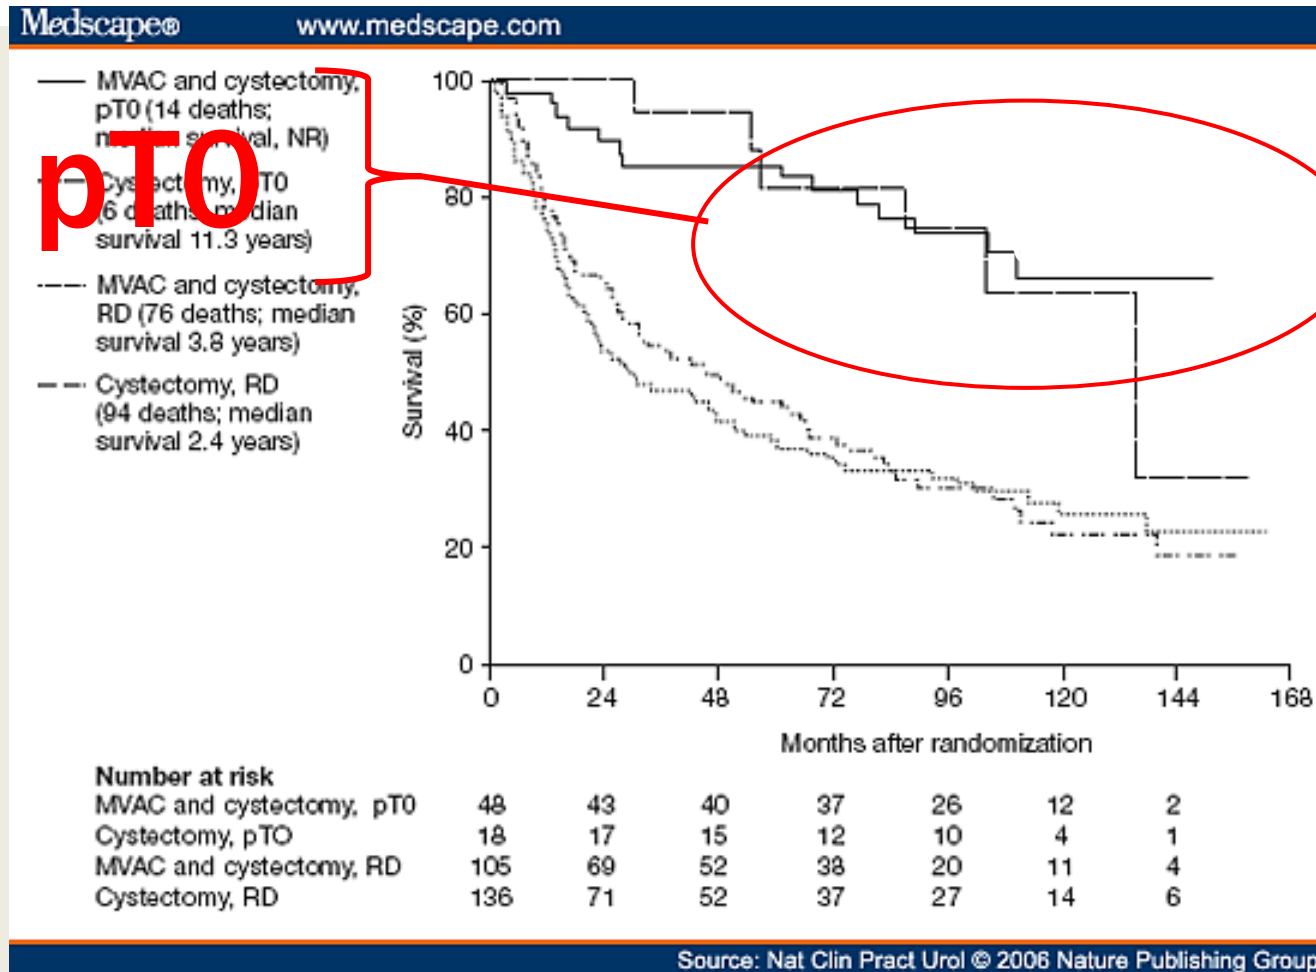 Medscape® www.medscape.com
MVAC and cystectomy,
pT0 (14 deaths;
median survival, NR)
pT0
Cystectomy, pT0
(6 deaths; median
survival 11.3 years)
MVAC and cystectomy,
RD (76 deaths; median
survival 3.8 years)
Cystectomy, RD
(94 deaths; median
survival 2.4 years)
Survival (%)
100
80
60
40
20
0
0 24 48 72 96 120 144 168
Months after randomization
Number at risk
MVAC and cystectomy, pT0 48 43 40 37 26 12 2
Cystectomy, pTO 18 17 15 12 10 4 1
MVAC and cystectomy, RD 105 69 52 38 20 11 4
Cystectomy, RD 136 71 52 37 27 14 6
Source: Nat Clin Pract Urol © 2006 Nature Publishing Group